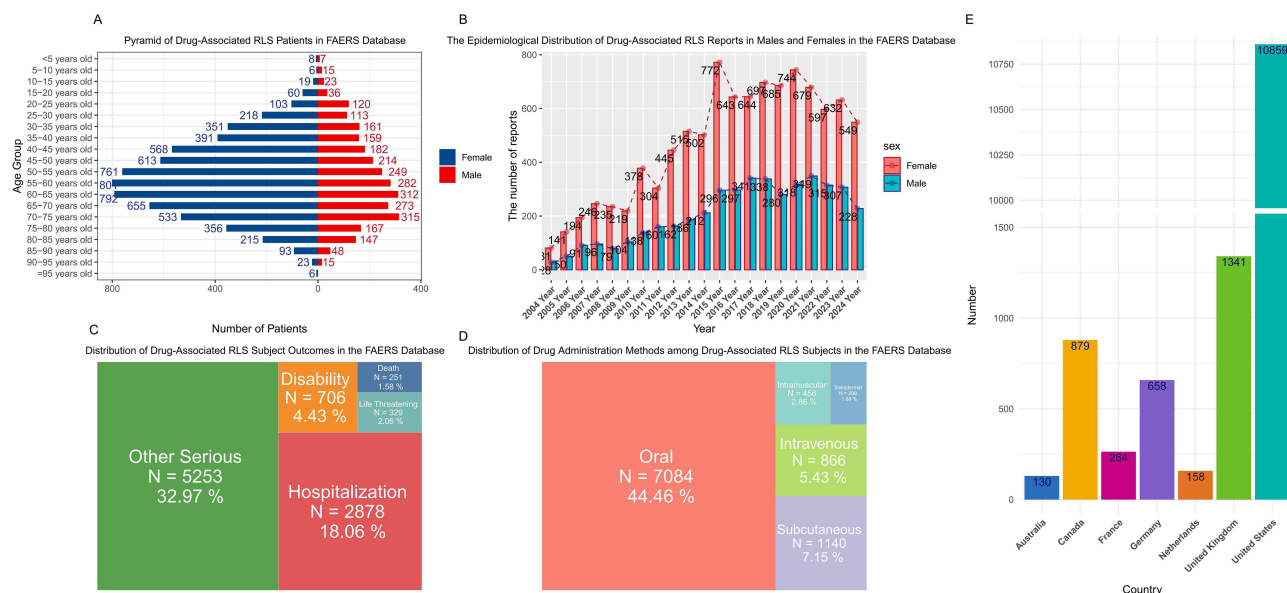 A
Pyramid of Drug-Associated RLS Patients in FAERS Database
Age Group
<5 years old 8 7
5−10 years old 6 15
10−15 years old 19 23
15−20 years old 60 36
20−25 years old 103 120
25−30 years old 218 113
30−35 years old 351 161
35−40 years old 391 159
40−45 years old 568 182
45−50 years old 613 214
50−55 years old 761 249
55−60 years old 80 282
60−65 years old 792 312
65−70 years old 655 273
70−75 years old 533 315
75−80 years old 356 167
80−85 years old 215 147
85−90 years old 93 48
90−95 years old 23 15
=95 years old 6
800 400 0 400
Number of Patients
Female
Male
B
The Epidemiological Distribution of Drug-Associated RLS Reports in Males and Females in the FAERS Database
The number of reports
800
600
400
200
0
141 194 246 235 219 378 304 445 515 502 772 643 644 697 685 744 679 597 632 549
28 50 91 96 79 104 138 160 162 186 212 296 297 341 338 280 318 349 315 307 228
2004 Year
2005 Year
2006 Year
2007 Year
2008 Year
2009 Year
2010 Year
2011 Year
2012 Year
2013 Year
2014 Year
2015 Year
2016 Year
2017 Year
2018 Year
2019 Year
2020 Year
2021 Year
2022 Year
2023 Year
2024 Year
Year
sex
Female
Male
C
Distribution of Drug-Associated RLS Subject Outcomes in the FAERS Database
Other Serious
N = 5253
32.97 %
Disability
N = 706
4.43 %
Death
N = 251
1.58 %
Life Threatening
N = 329
2.06 %
Hospitalization
N = 2878
18.06 %
D
Distribution of Drug Administration Methods among Drug-Associated RLS Subjects in the FAERS Database
Oral
N = 7084
44.46 %
Intramuscular
N = 456
2.86 %
Transdermal
Intravenous
N = 866
5.43 %
Subcutaneous
N = 1140
7.15 %
E
Number
10750
10500
10250
10000
1500
1000
500
0
130
879
264
658
158
1341
10859
Australia
Canada
France
Germany
Netherlands
United Kingdom
United States
Country